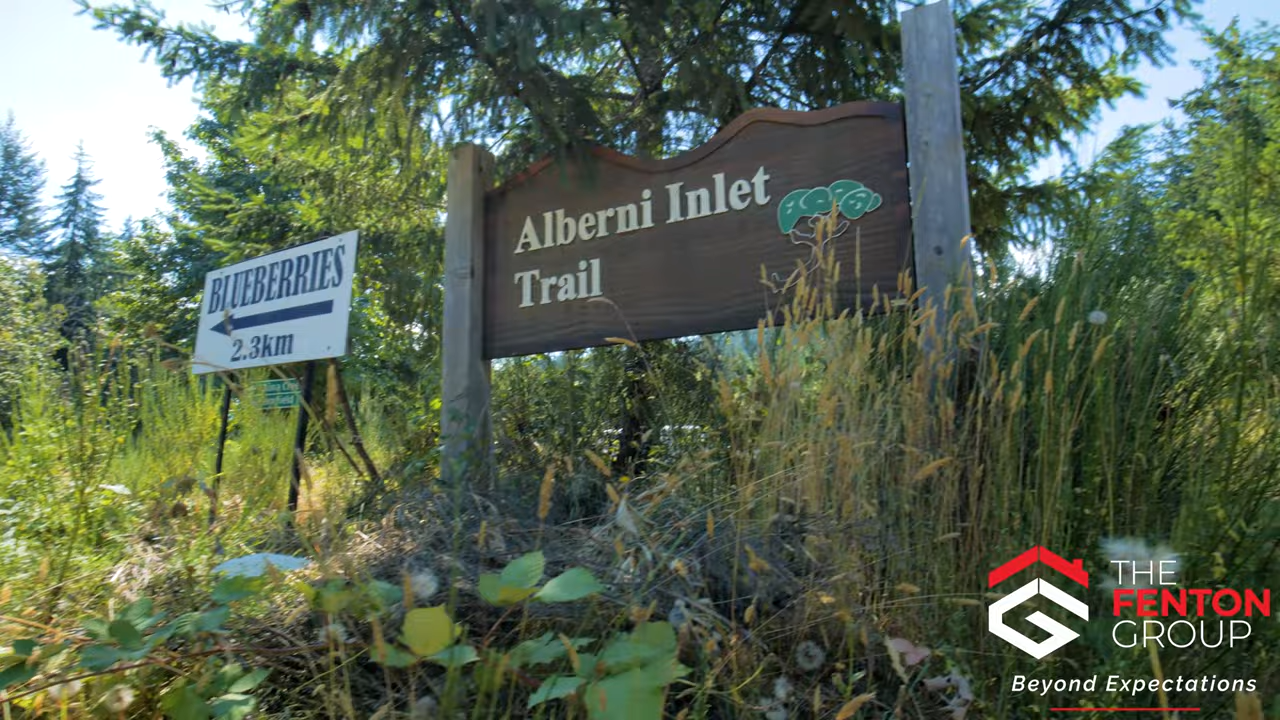 Alberni Inlet
Trail
BLUEBERRIES
2.3km
THE
FENTON
GROUP
Beyond Expectations